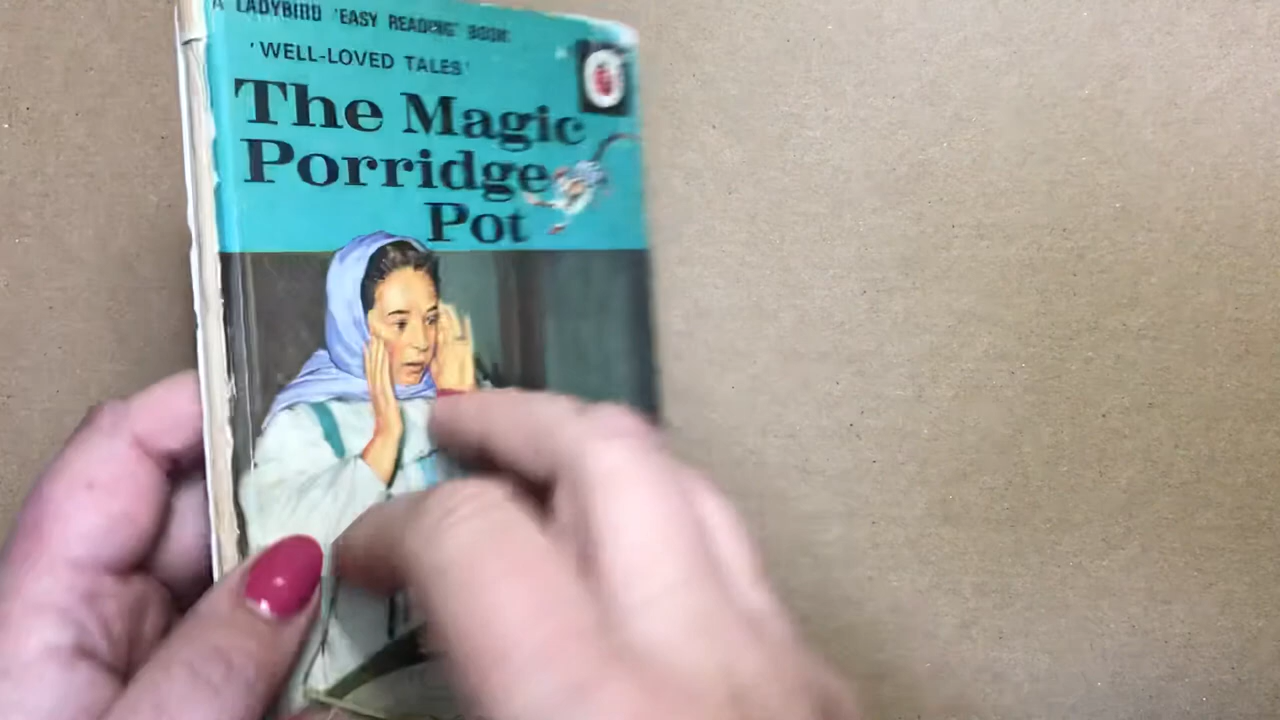 A LADYBIRD 'EASY READING' BOOK
'WELL-LOVED TALES'
The Magic
Porridge
Pot